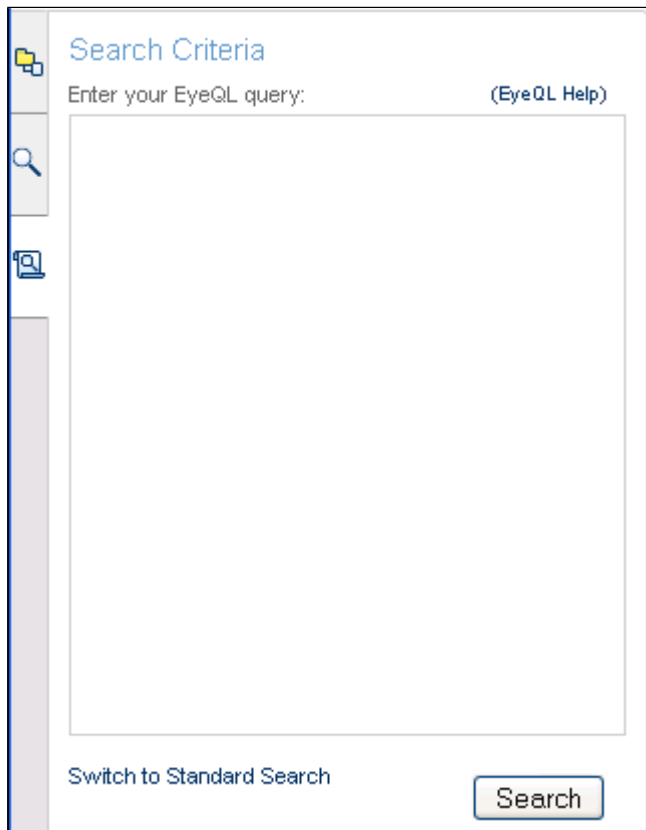 Search Criteria
Enter your EyeQL query: (EyeQL Help)
Switch to Standard Search
Search